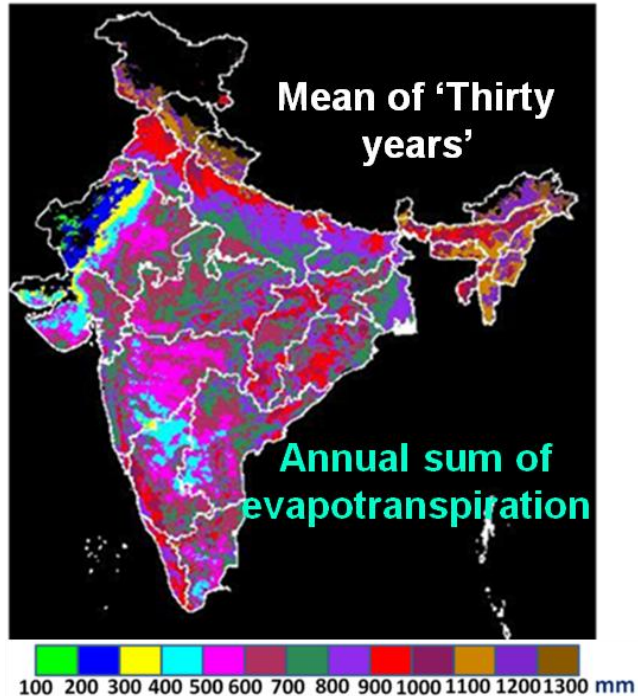 Mean of ‘Thirty
years’
Annual sum of
evapotranspiration
100 200 300 400 500 600 700 800 900 1000 1100 1200 1300 mm